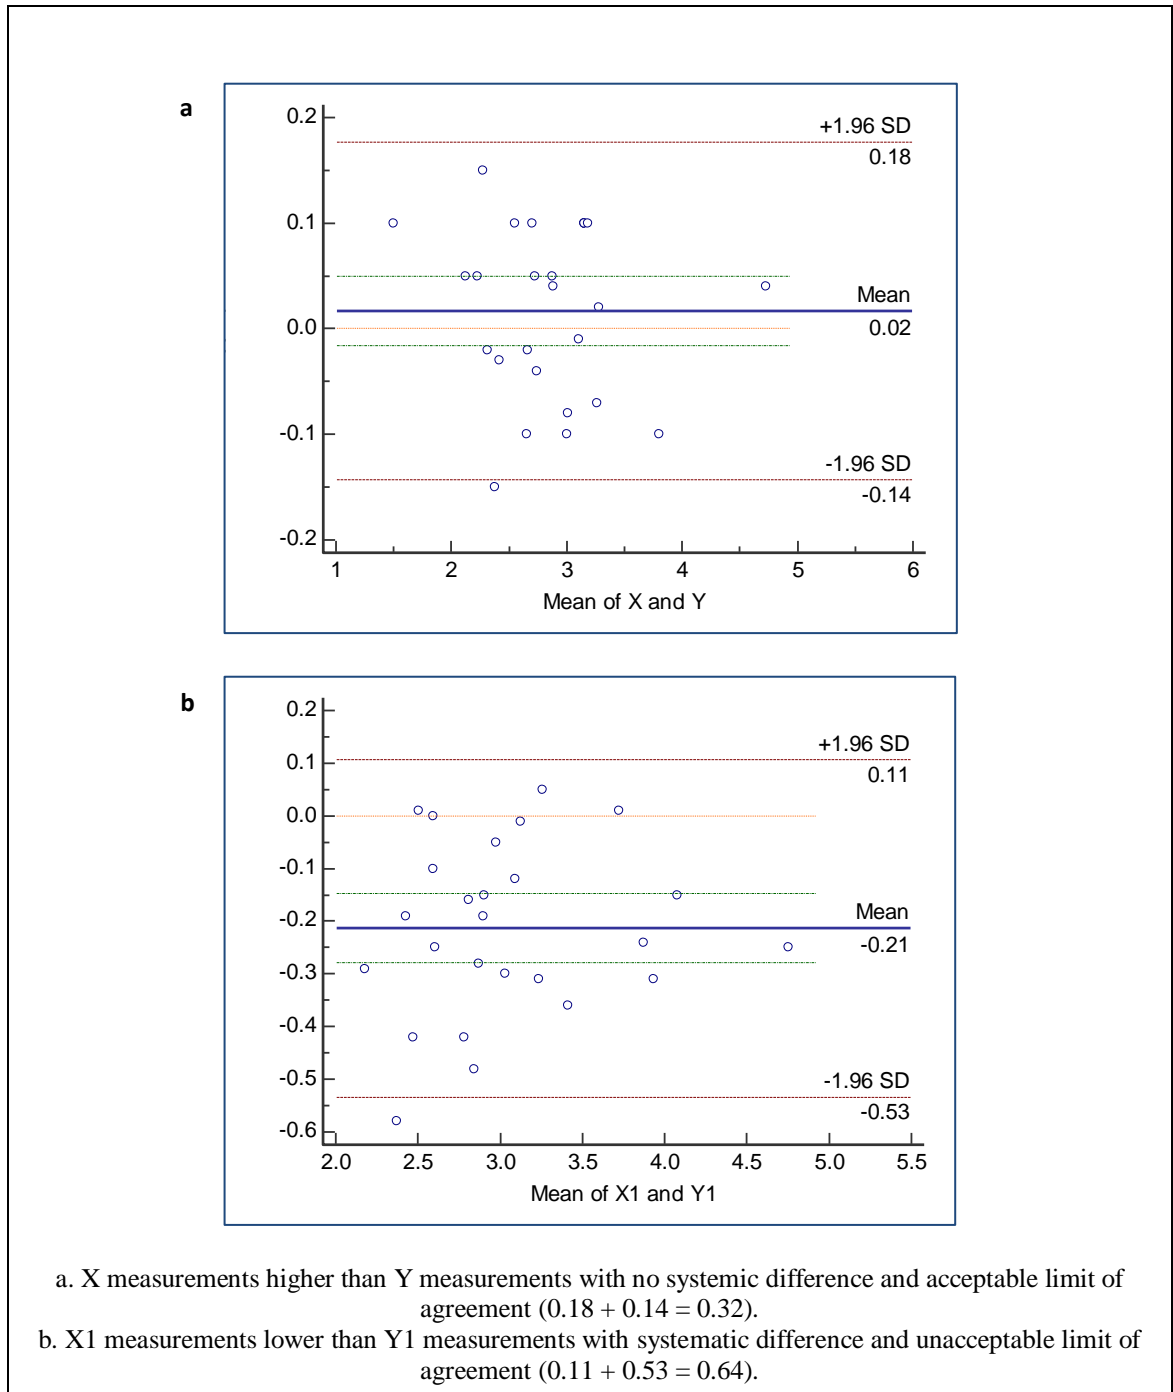 a
0.2
0.1
0.0
-0.1
-0.2
+1.96 SD
0.18
Mean
0.02
-1.96 SD
-0.14
1 2 3 4 5 6
Mean of X and Y
b
0.2
0.1
0.0
-0.1
-0.2
-0.3
-0.4
-0.5
-0.6
+1.96 SD
0.11
Mean
-0.21
-1.96 SD
-0.53
2.0 2.5 3.0 3.5 4.0 4.5 5.0 5.5
Mean of X1 and Y1
a. X measurements higher than Y measurements with no systemic difference and acceptable limit of
agreement (0.18 + 0.14 = 0.32).
b. X1 measurements lower than Y1 measurements with systematic difference and unacceptable limit of
agreement (0.11 + 0.53 = 0.64).